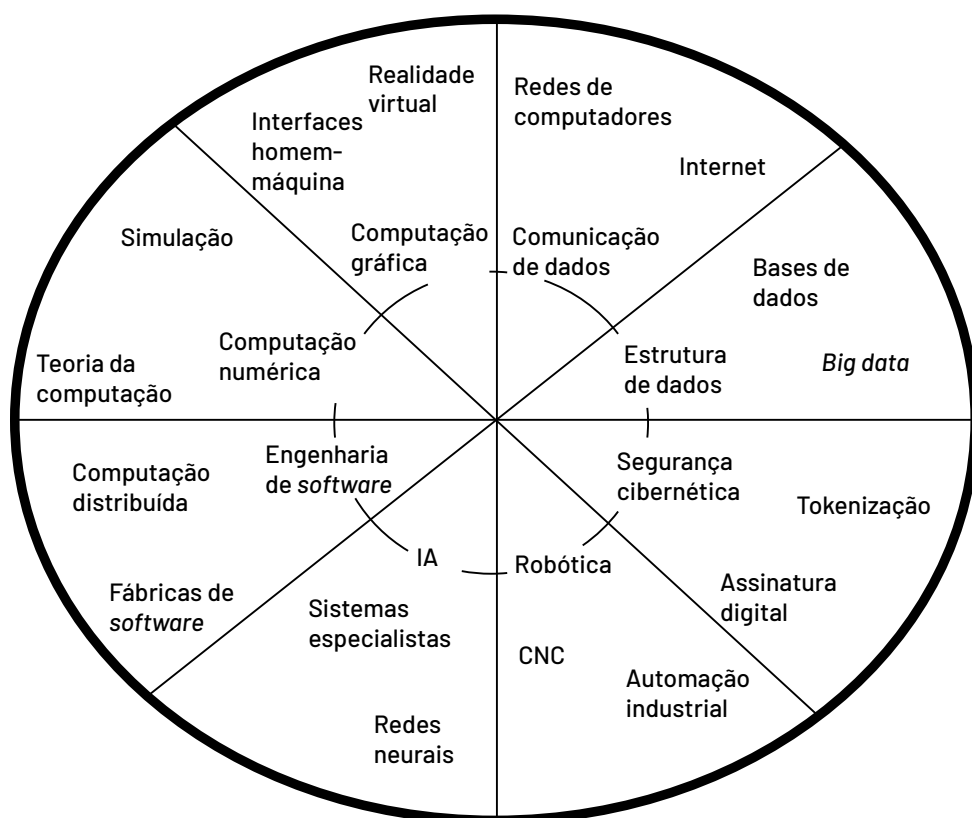 Realidade
virtual
Interfaces
homem-
máquina
Computação
gráfica
Redes de
computadores
Internet
Comunicação
de dados
Bases de
dados
Big data
Estrutura
de dados
Simulação
Computação
numérica
Teoria da
computação
Computação
distribuída
Engenharia
de software
Fábricas de
software
IA
Sistemas
especialistas
Redes
neurais
Robótica
CNC
Automação
industrial
Segurança
cibernética
Tokenização
Assinatura
digital